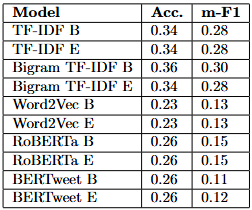 Model Acc. m-F1
TF-IDF B 0.34 0.28
TF-IDF E 0.34 0.28
Bigram TF-IDF B 0.36 0.30
Bigram TF-IDF E 0.34 0.28
Word2Vec B 0.23 0.13
Word2Vec E 0.23 0.13
RoBERTa B 0.26 0.15
RoBERTa E 0.26 0.15
BERTweet B 0.26 0.11
BERTweet E 0.26 0.12